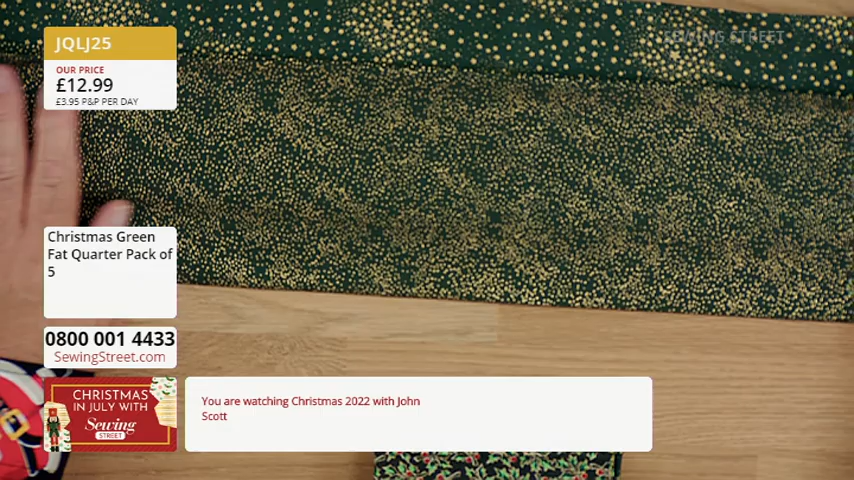 SEWING STREET
JQLJ25
OUR PRICE
£12.99
£3.95 P&P PER DAY
Christmas Green
Fat Quarter Pack of
5
0800 001 4433
SewingStreet.com
CHRISTMAS
IN JULY WITH
Sewing
STREET
You are watching Christmas 2022 with John
Scott